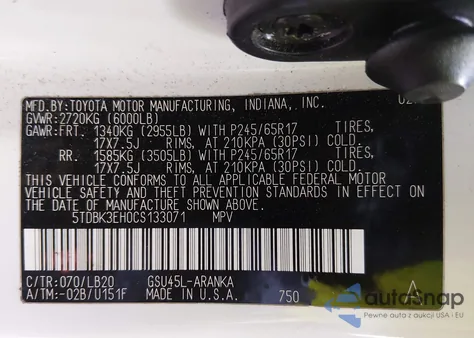 MFD. BY:TOYOTA MOTOR MANUFACTURING, INDIANA, INC.
GVWR:2720KG (6000LB)
GAWR:FRT. 1340KG (2955LB) WITH P245/65R17 TIRES,
17X7.5J RIMS, AT 210KPA (30PSI) COLD.
RR. 1585KG (3505LB) WITH P245/65R17 TIRES,
17X7.5J RIMS, AT 210KPA (30PSI) COLD.
THIS VEHICLE CONFORMS TO ALL APPLICABLE FEDERAL MOTOR
VEHICLE SAFETY AND THEFT PREVENTION STANDARDS IN EFFECT
ON THE DATE OF MANUFACTURE SHOWN ABOVE.
5TDBK3EH0CS133071 MPV
C/TR:070/LB20 GSU45L-ARANKA
A/TM:-02B/U151F MADE IN U.S.A. 750 A
autoSnap
Pewne auto z aukcji USA i EU